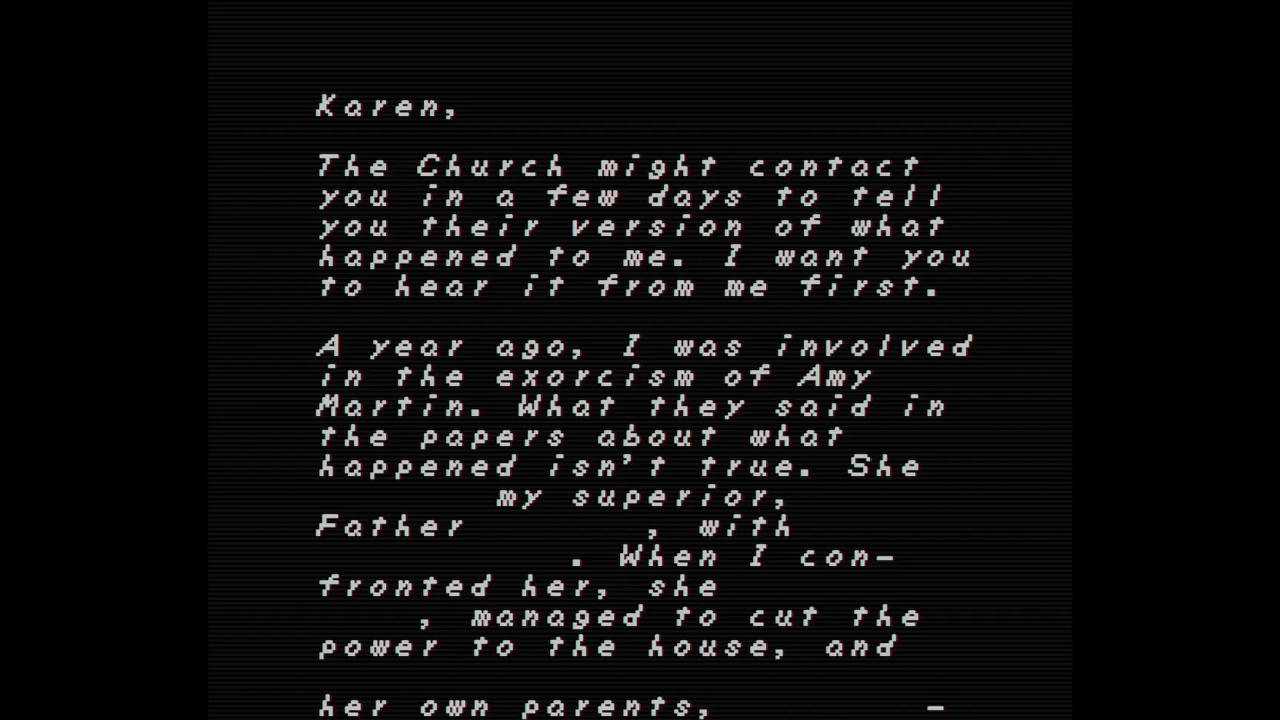 Karen,
The Church might contact
you in a few days to tell
you their version of what
happened to me. I want you
to hear it from me first.
A year ago, I was involved
in the exorcism of Amy
Martin. What they said in
the papers about what
happened isn't true. She
my superior,
Father , with
. When I con-
fronted her, she
, managed to cut the
power to the house, and
her own parents, -